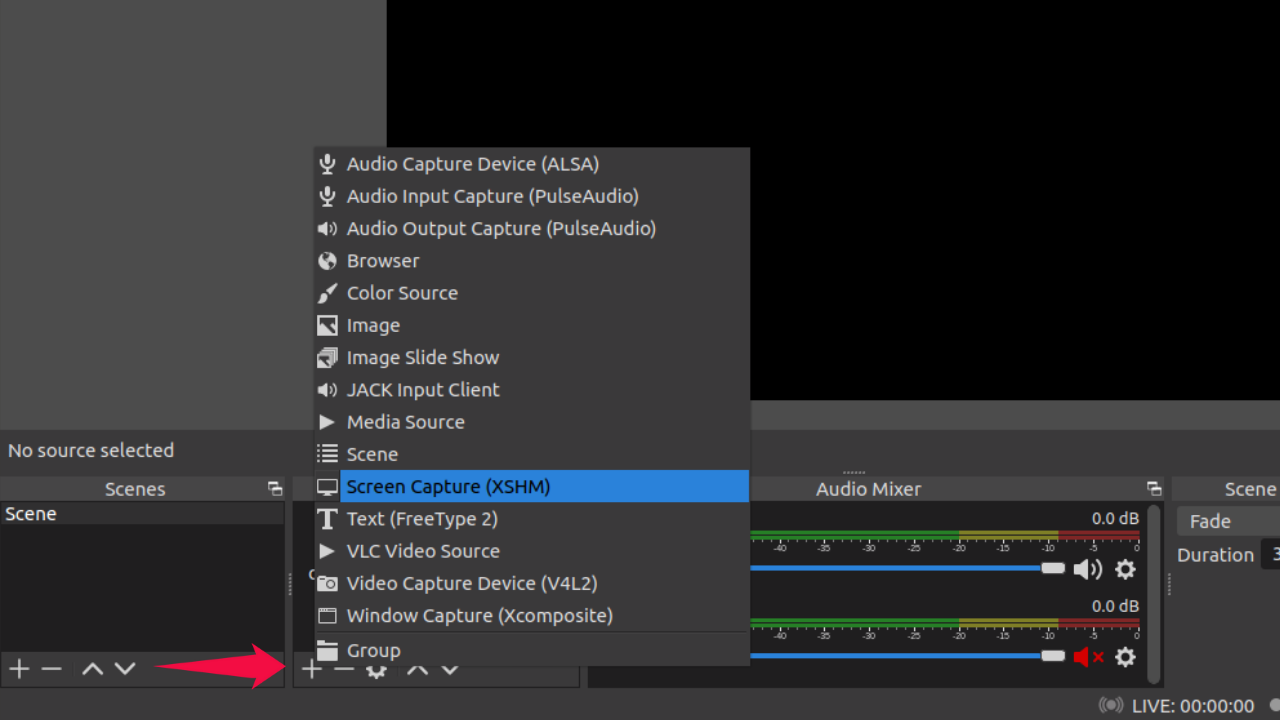 Audio Capture Device (ALSA)
Audio Input Capture (PulseAudio)
Audio Output Capture (PulseAudio)
Browser
Color Source
Image
Image Slide Show
JACK Input Client
Media Source
Scene
Screen Capture (XSHM)
Text (FreeType 2)
VLC Video Source
Video Capture Device (V4L2)
Window Capture (Xcomposite)
Group
No source selected
Scenes
Scene
Audio Mixer
0.0 dB
-40 -35 -30 -25 -20 -15 -10 -5 0
0.0 dB
-40 -35 -30 -25 -20 -15 -10 -5 0
Scene
Fade
Duration 3
LIVE: 00:00:00